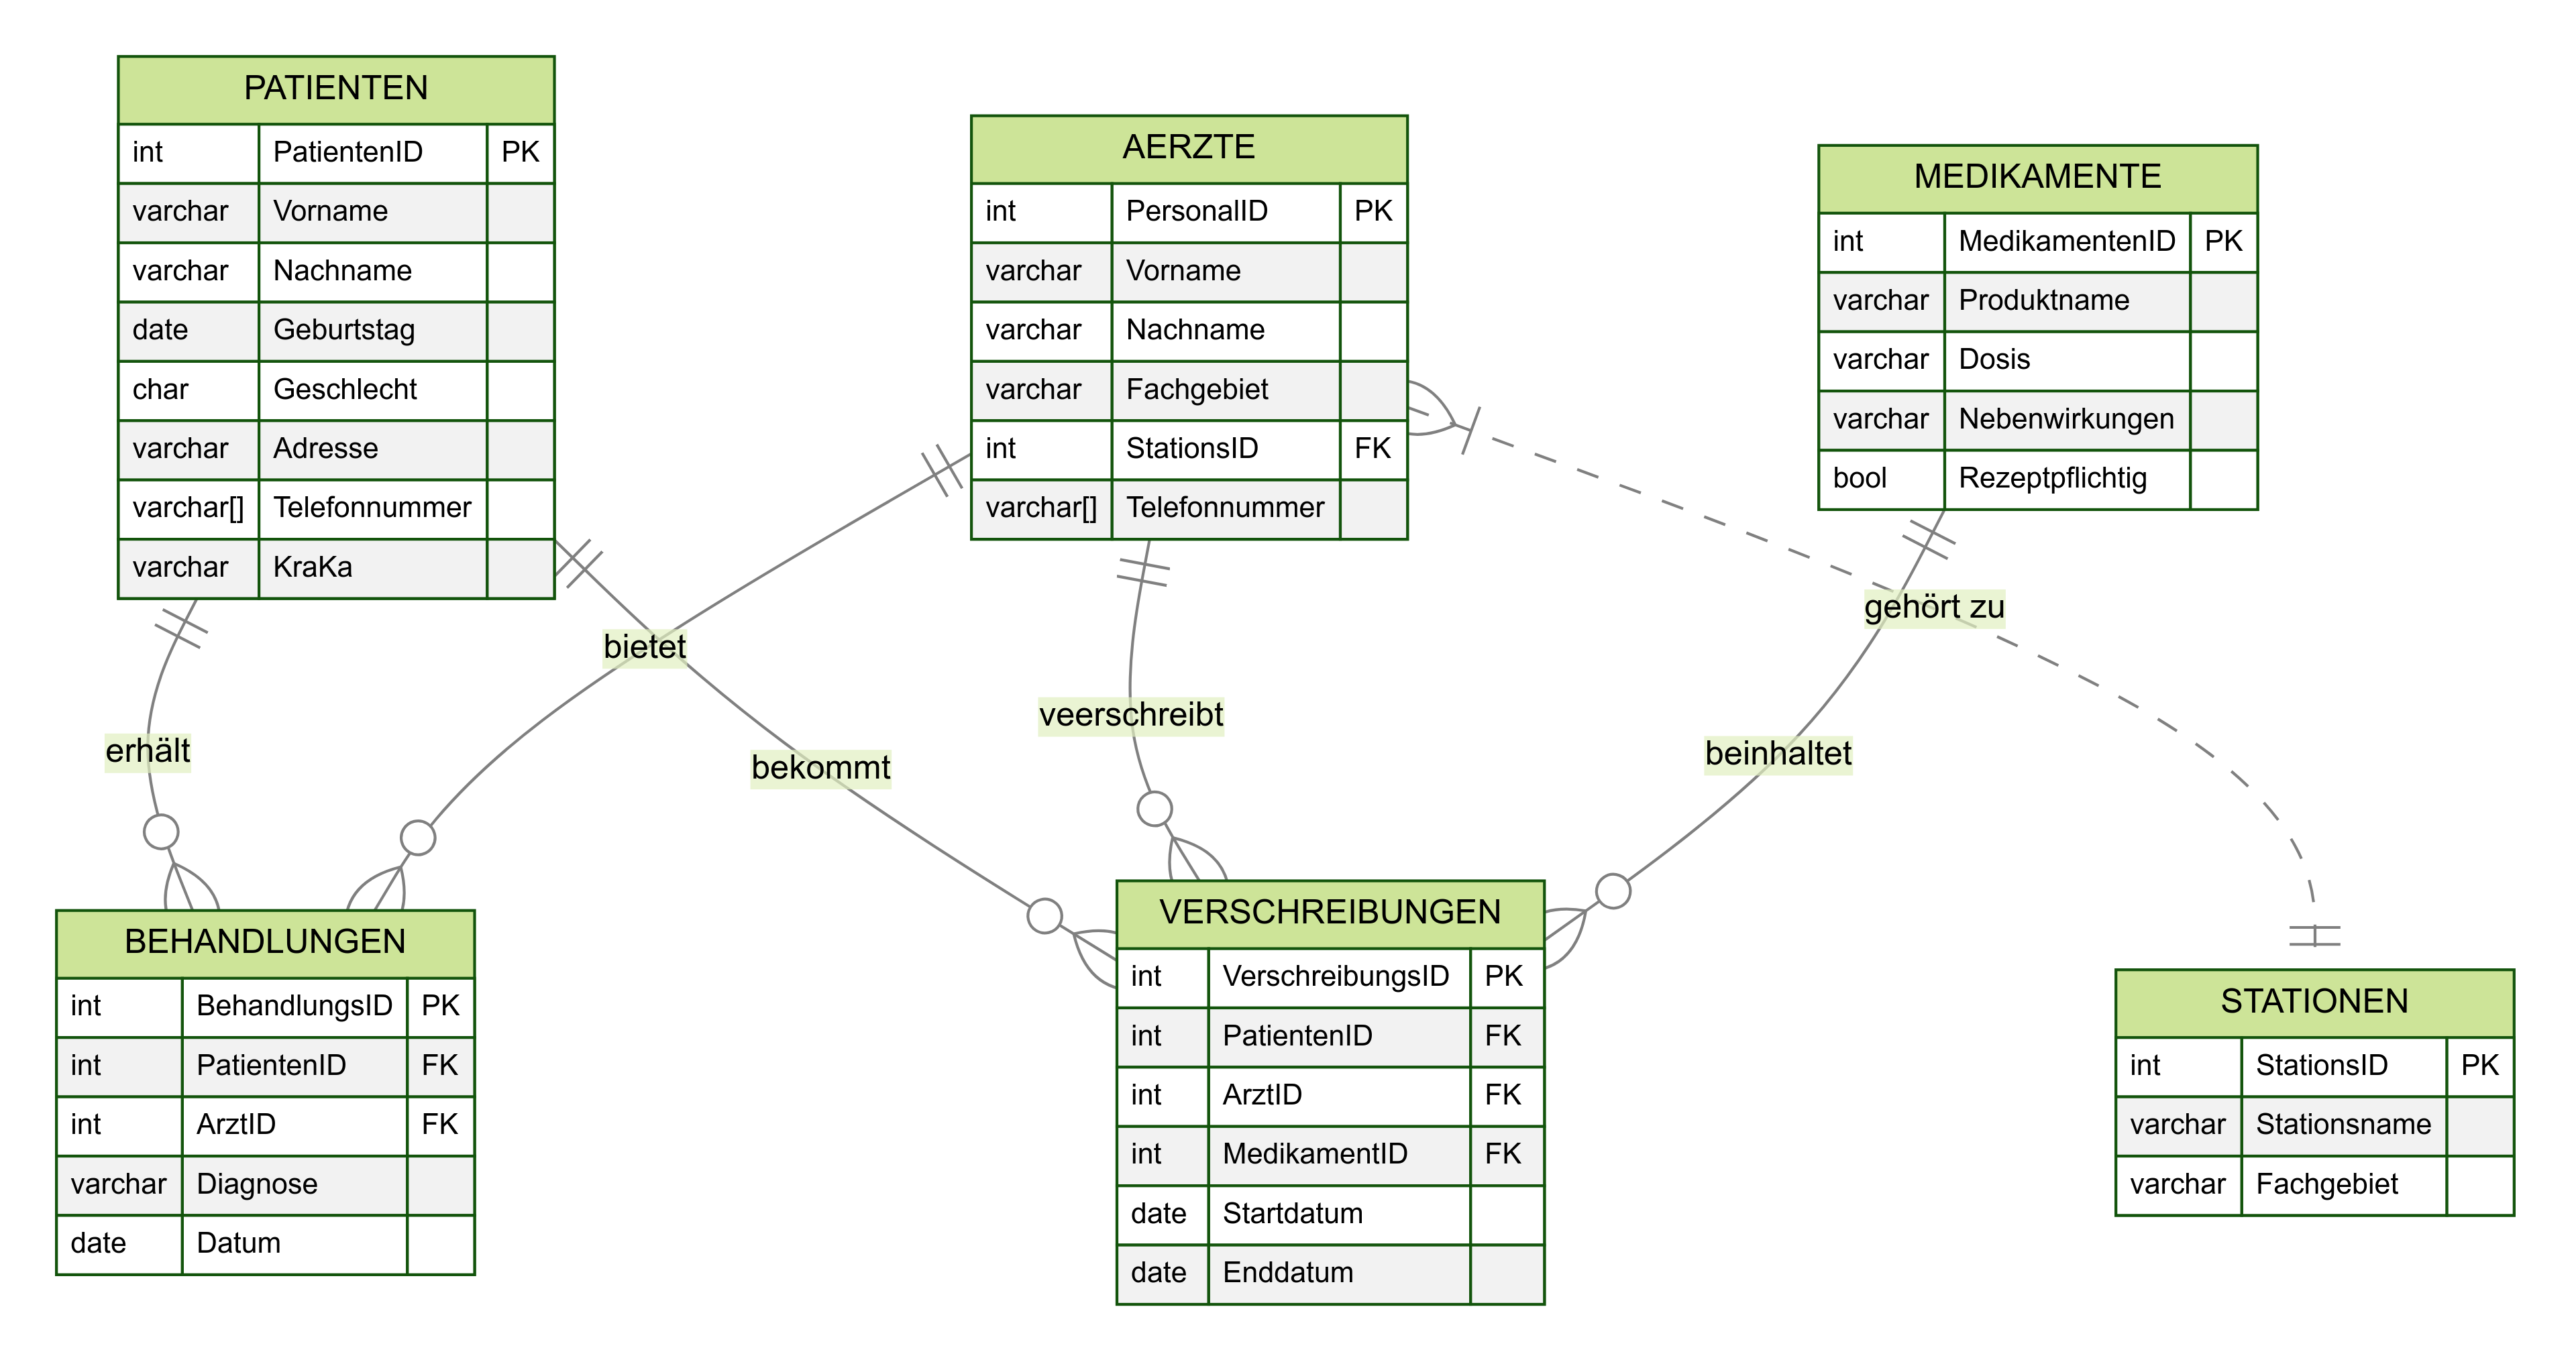 PATIENTEN
int PatientenID PK
varchar Vorname
varchar Nachname
date Geburtstag
char Geschlecht
varchar Adresse
varchar[] Telefonnummer
varchar KraKa
AERZTE
int PersonalID PK
varchar Vorname
varchar Nachname
varchar Fachgebiet
int StationsID FK
varchar[] Telefonnummer
MEDIKAMENTE
int MedikamentenID PK
varchar Produktname
varchar Dosis
varchar Nebenwirkungen
bool Rezeptpflichtig
gehört zu
bietet
veerschreibt
erhält
bekommt
beinhaltet
BEHANDLUNGEN
int BehandlungsID PK
int PatientenID FK
int ArztID FK
varchar Diagnose
date Datum
VERSCHREIBUNGEN
int VerschreibungsID PK
int PatientenID FK
int ArztID FK
int MedikamentID FK
date Startdatum
date Enddatum
STATIONEN
int StationsID PK
varchar Stationsname
varchar Fachgebiet